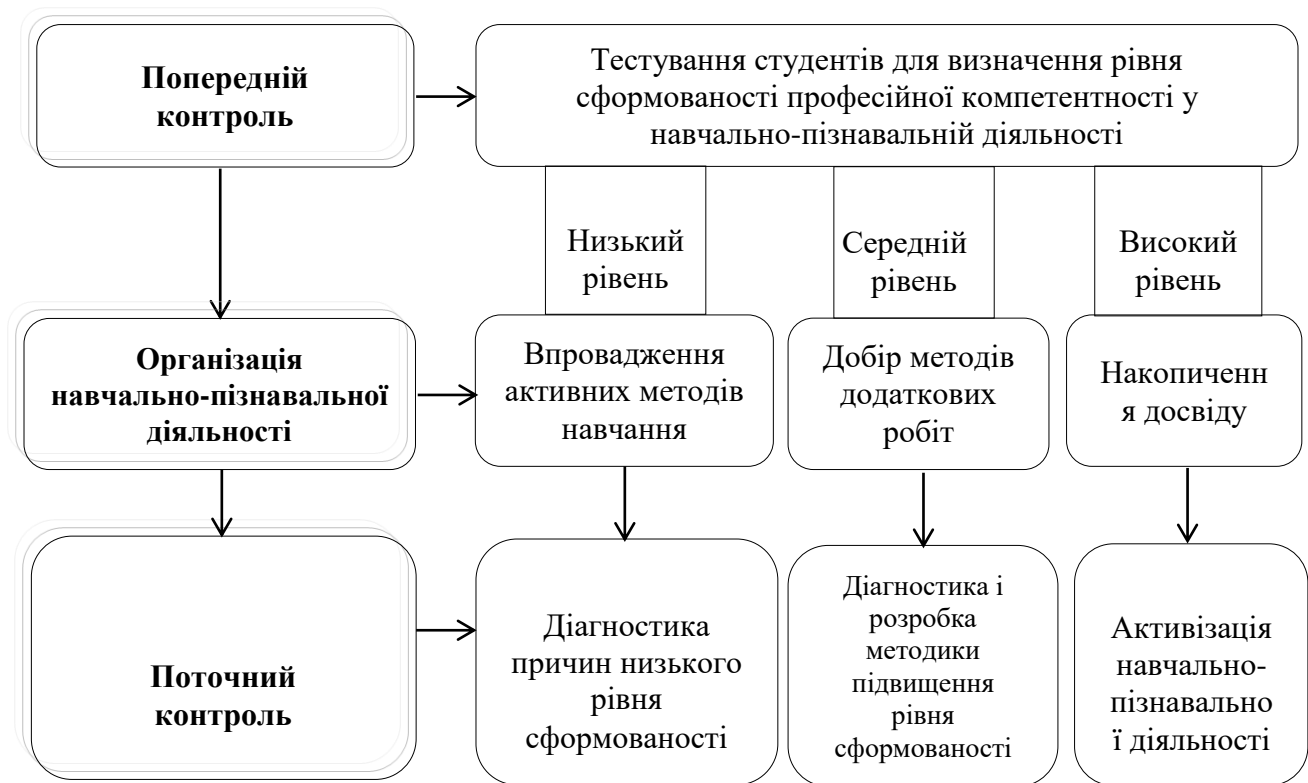 Попередній
контроль
Тестування студентів для визначення рівня
сформованості професійної компетентності у
навчально-пізнавальній діяльності
Низький
рівень
Середній
рівень
Високий
рівень
Організація
навчально-пізнавальної
діяльності
Впровадження
активних методів
навчання
Добір методів
додаткових
робіт
Накопиченн
я досвіду
Поточний
контроль
Діагностика
причин низького
рівня
сформованості
Діагностика і
розробка
методики
підвищення
рівня
сформованості
Активізація
навчально-
пізнавально
ї діяльності